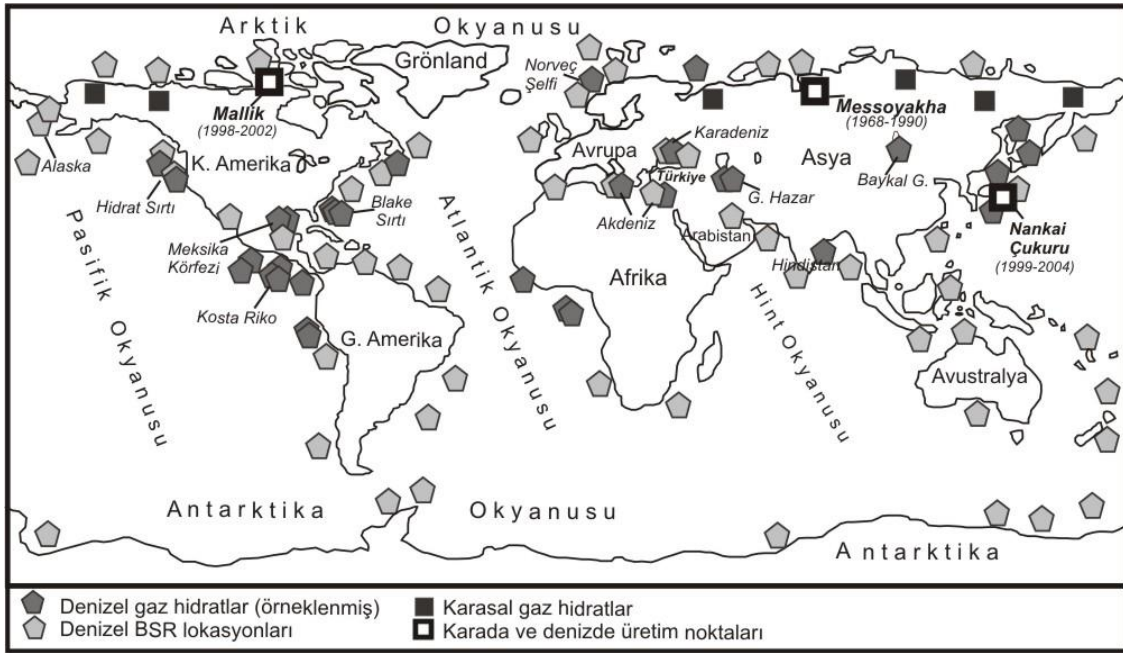 Arktik Okyanusu
Grönland
Norveç
Şelfi
Mallik
(1998-2002)
Messoyakha
(1968-1990)
Alaska
K. Amerika
Avrupa
Karadeniz
Asya
Türkiye
Baykal G.
Hidrat Sırtı
Blake
Sırtı
Akdeniz
G. Hazar
Arabistan
Nankai
Çukuru
(1999-2004)
Meksika
Körfezi
Hindistan
Pasifik Okyanusu
Atlantik Okyanusu
Afrika
Hint Okyanusu
Kosta Riko
G. Amerika
Avustralya
Antarktika Okyanusu
Antarktika
Denizel gaz hidratlar (örneklenmiş)
Karasal gaz hidratlar
Denizel BSR lokasyonları
Karada ve denizde üretim noktaları